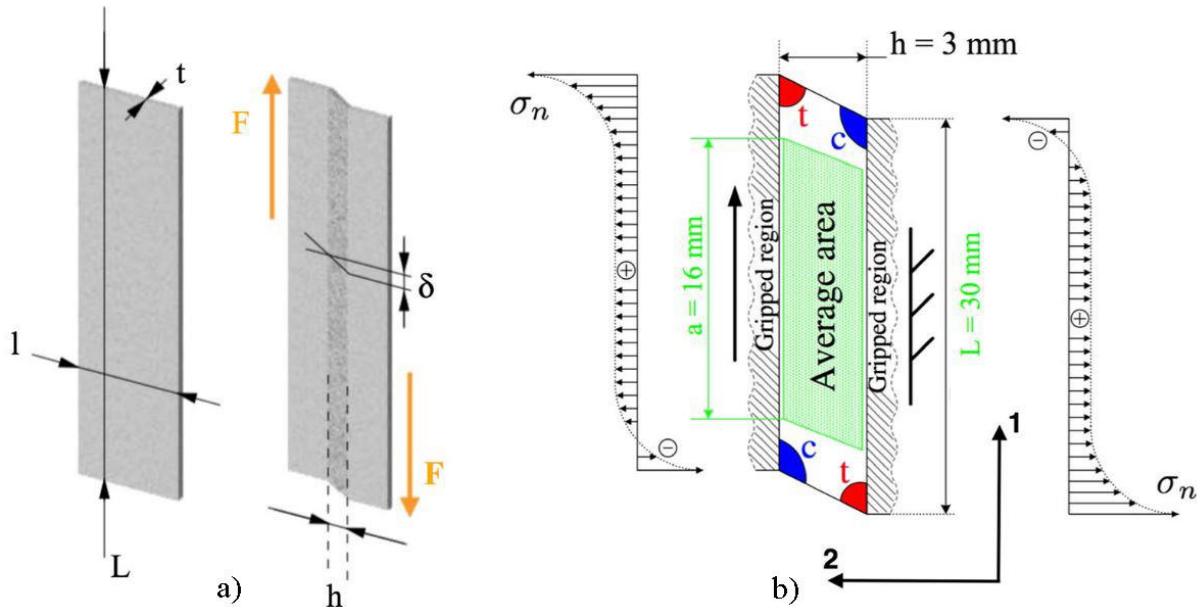 t
F
δ
l
F
L
a)
h
h = 3 mm
σn
t
c
⊖
⊕
a = 16 mm
Gripped region
Average area
Gripped region
L = 30 mm
⊕
⊖
c
t
1
σn
2
b)